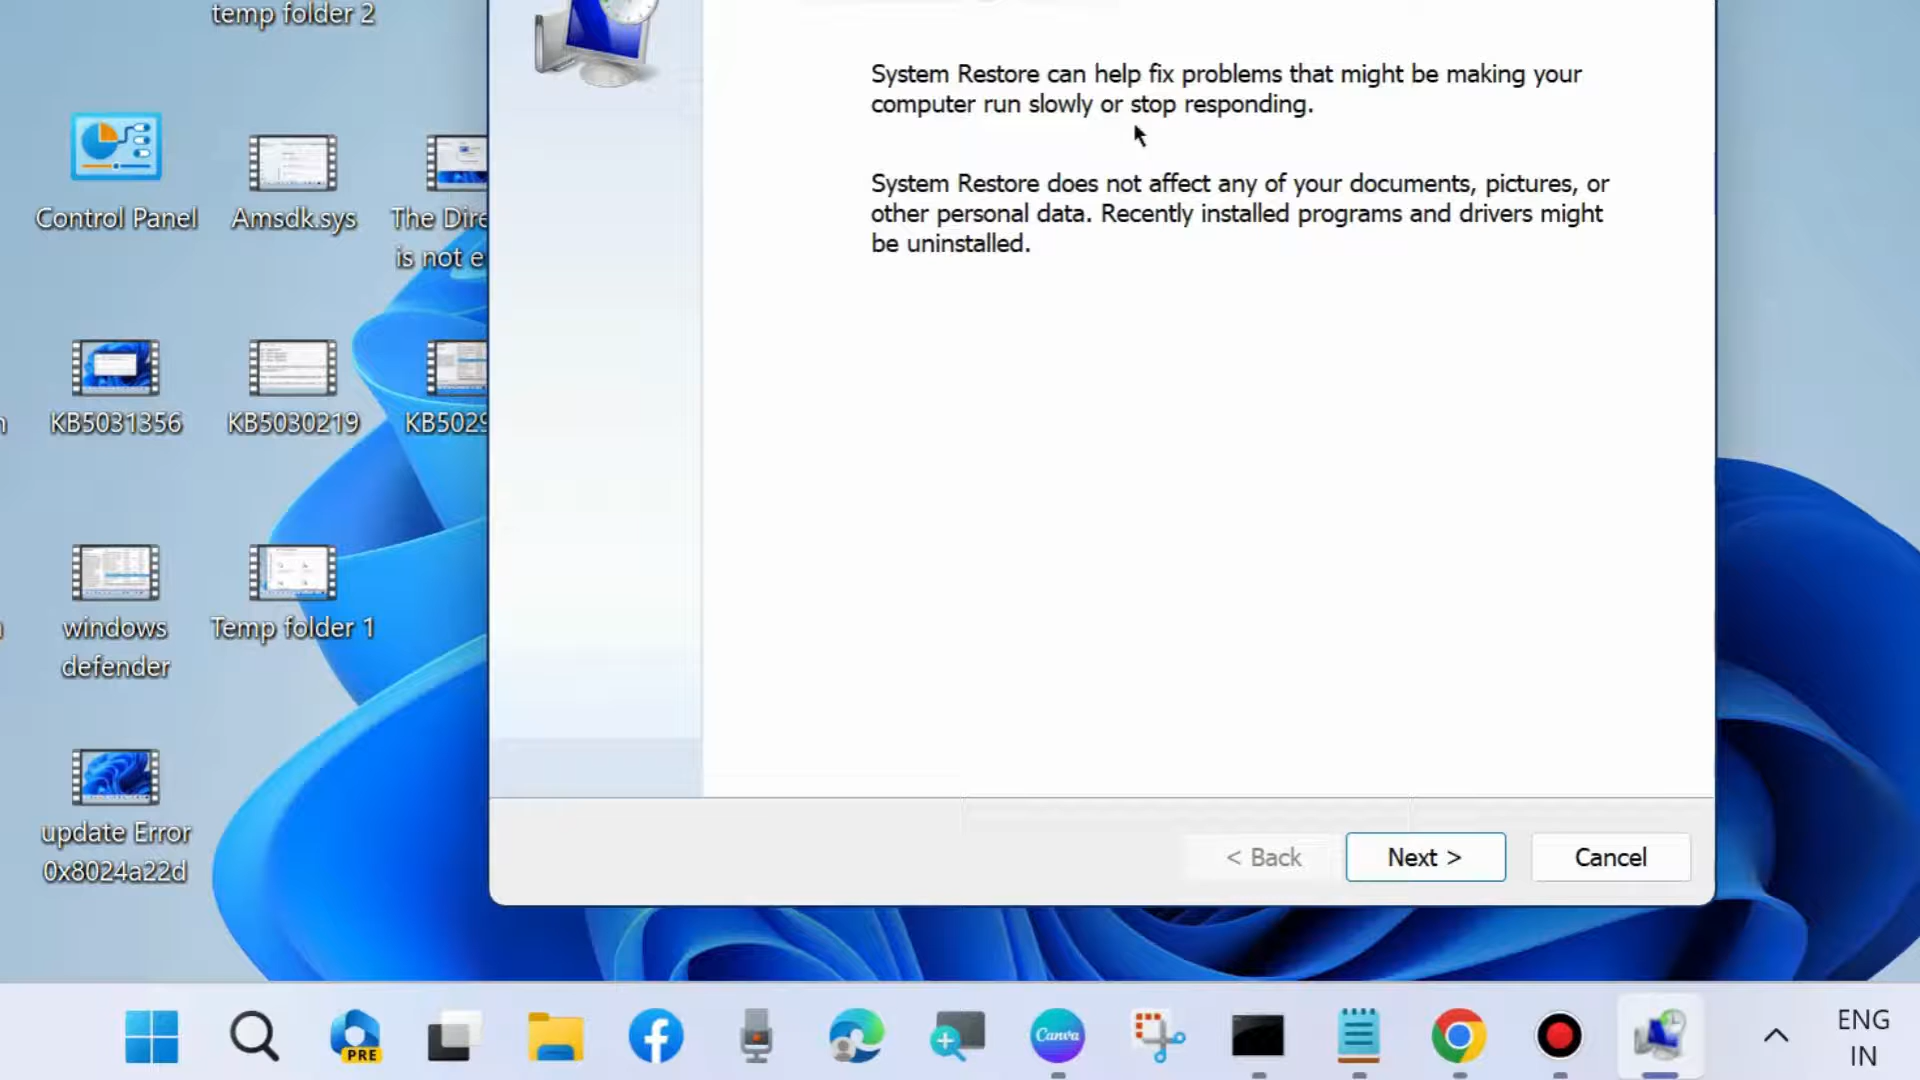 temp folder 2
System Restore can help fix problems that might be making your
computer run slowly or stop responding.
System Restore does not affect any of your documents, pictures, or
other personal data. Recently installed programs and drivers might
be uninstalled.
Control Panel
Amsdk.sys
The Dire
is not e
KB5031356
KB5030219
KB5029
windows
defender
Temp folder 1
update Error
0x8024a22d
< Back
Next >
Cancel
PRE
Canva
ENG
IN